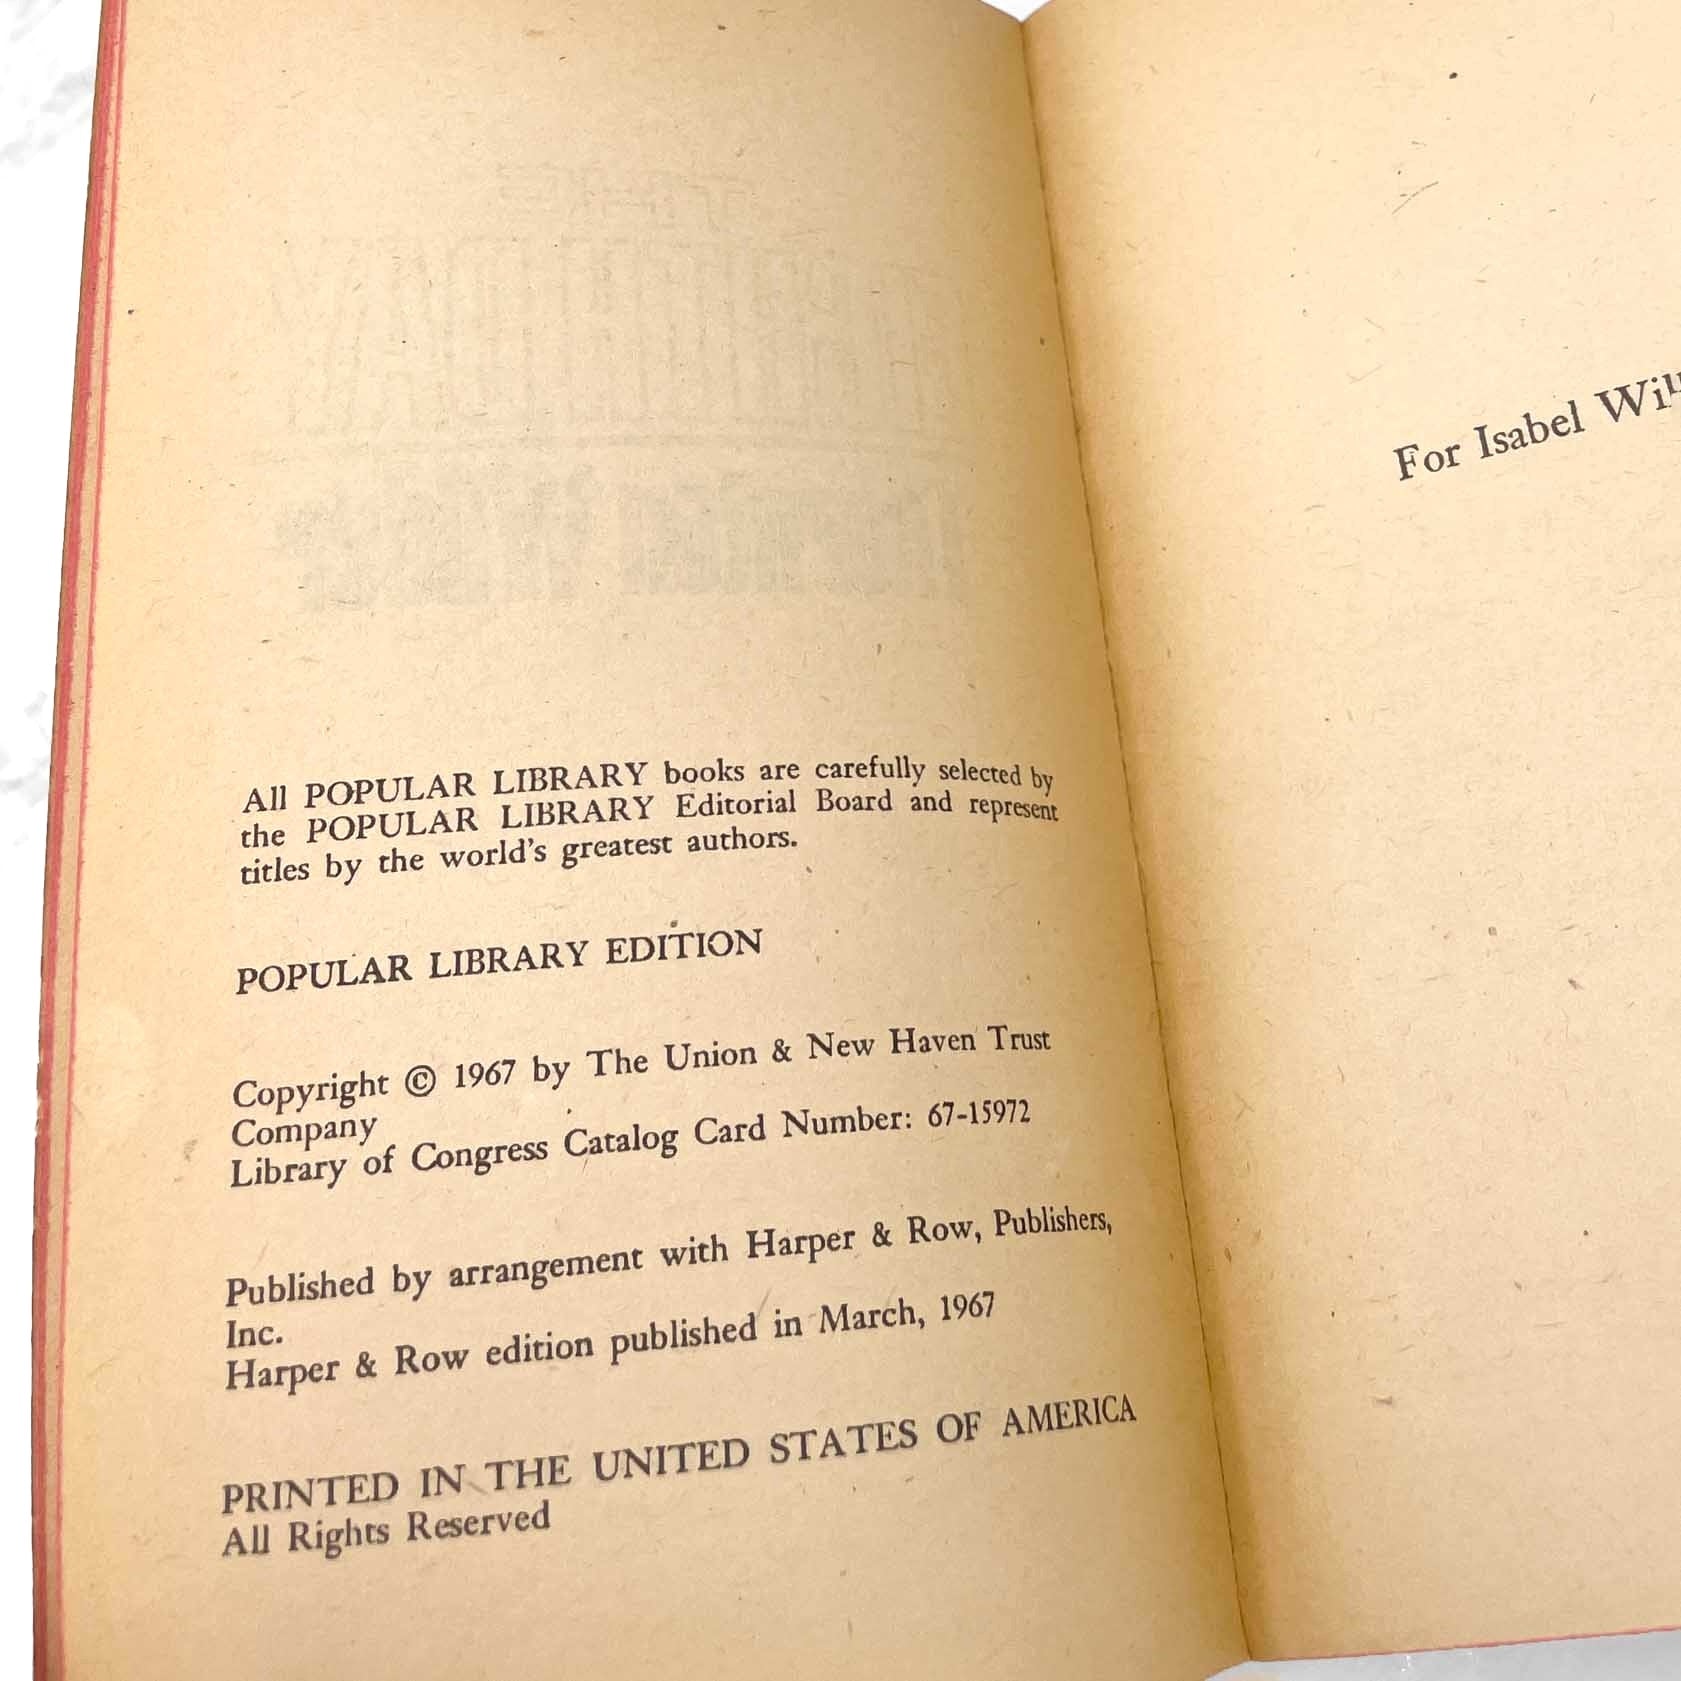 All POPULAR LIBRARY books are carefully selected by
the POPULAR LIBRARY Editorial Board and represent
titles by the world's greatest authors.
POPULAR LIBRARY EDITION
Copyright © 1967 by The Union & New Haven Trust
Company
Library of Congress Catalog Card Number: 67-15972
Published by arrangement with Harper & Row, Publishers,
Inc.
Harper & Row edition published in March, 1967
PRINTED IN THE UNITED STATES OF AMERICA
All Rights Reserved
For Isabel